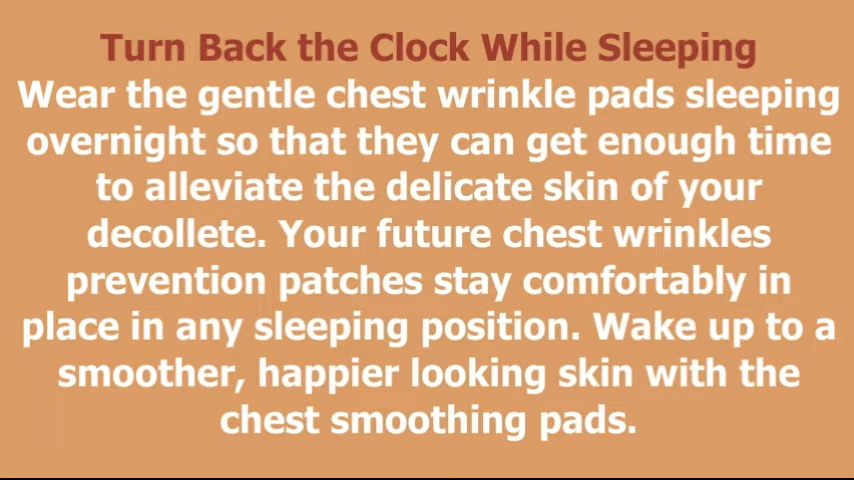 Turn Back the Clock While Sleeping
Wear the gentle chest wrinkle pads sleeping
overnight so that they can get enough time
to alleviate the delicate skin of your
decollete. Your future chest wrinkles
prevention patches stay comfortably in
place in any sleeping position. Wake up to a
smoother, happier looking skin with the
chest smoothing pads.